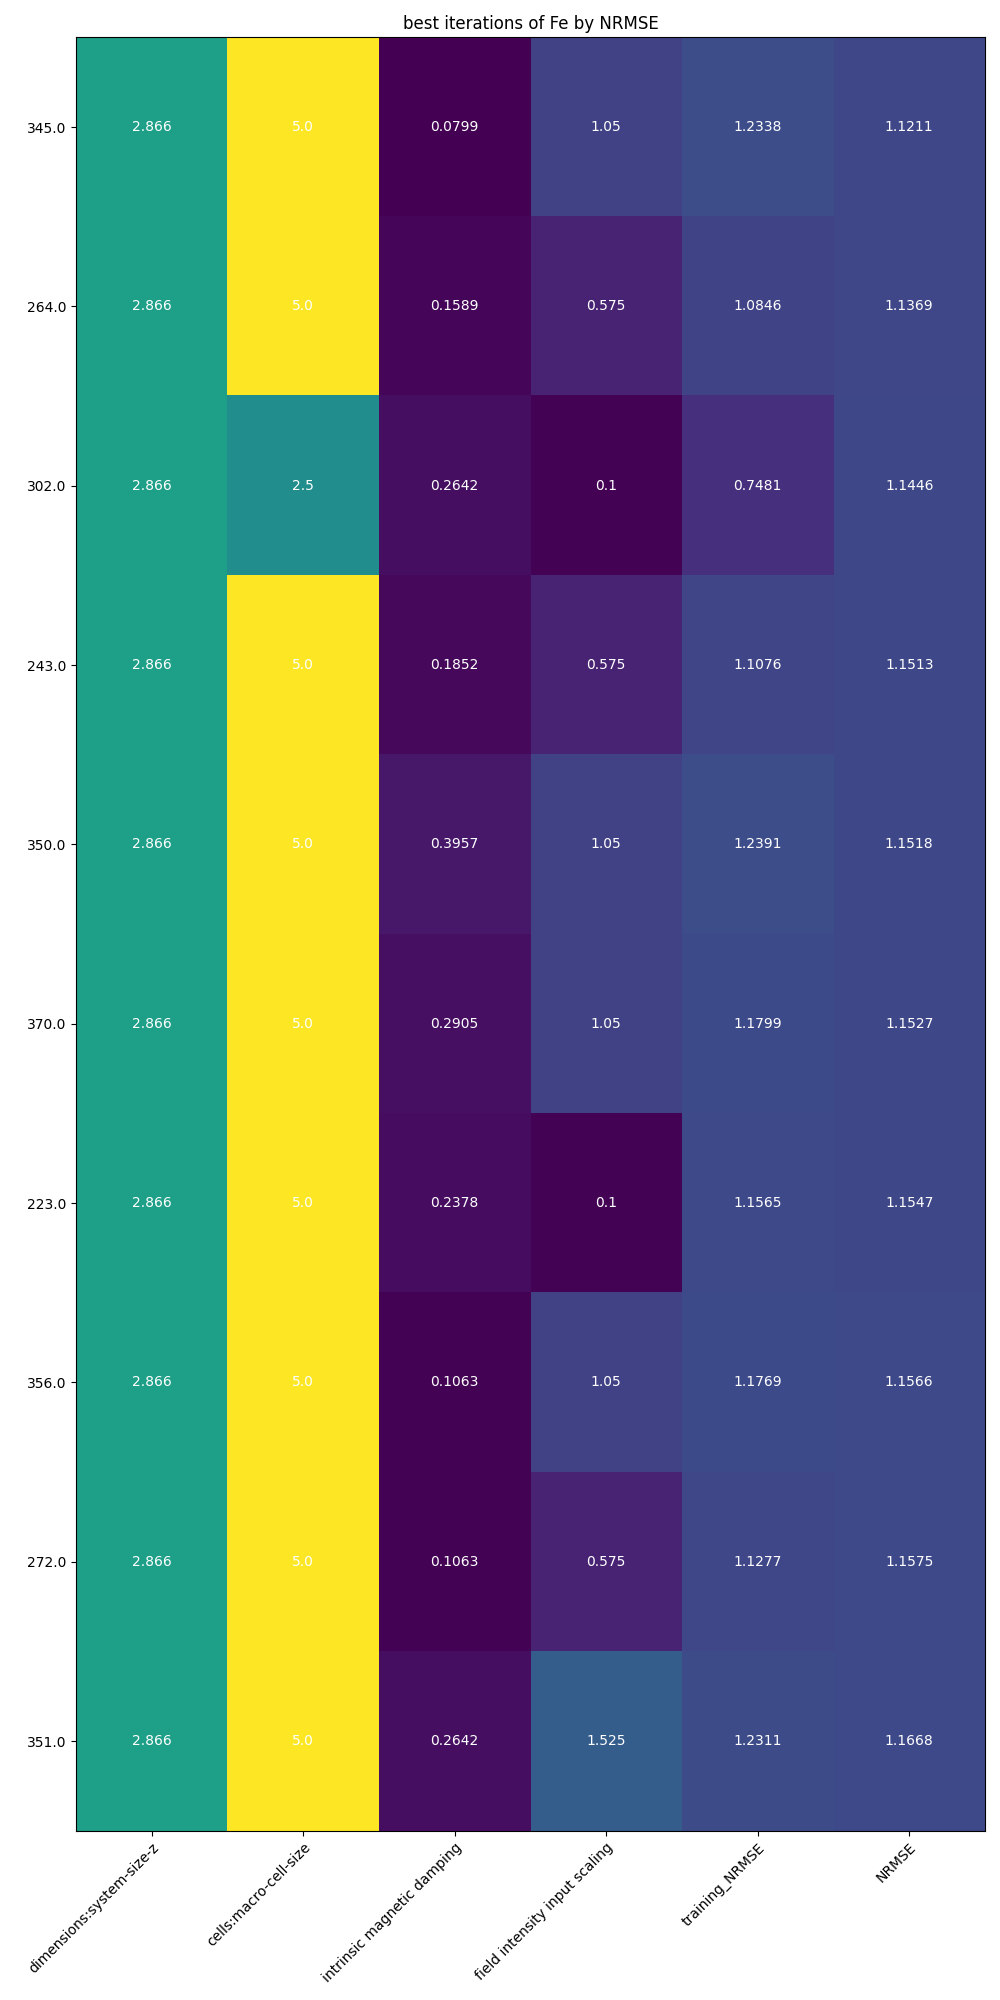 best iterations of Fe by NRMSE
345.0 2.866 5.0 0.0799 1.05 1.2338 1.1211
264.0 2.866 5.0 0.1589 0.575 1.0846 1.1369
302.0 2.866 2.5 0.2642 0.1 0.7481 1.1446
243.0 2.866 5.0 0.1852 0.575 1.1076 1.1513
350.0 2.866 5.0 0.3957 1.05 1.2391 1.1518
370.0 2.866 5.0 0.2905 1.05 1.1799 1.1527
223.0 2.866 5.0 0.2378 0.1 1.1565 1.1547
356.0 2.866 5.0 0.1063 1.05 1.1769 1.1566
272.0 2.866 5.0 0.1063 0.575 1.1277 1.1575
351.0 2.866 5.0 0.2642 1.525 1.2311 1.1668
dimensions:system-size-z
cells:macro-cell-size
intrinsic magnetic damping
field intensity input scaling
training_NRMSE
NRMSE